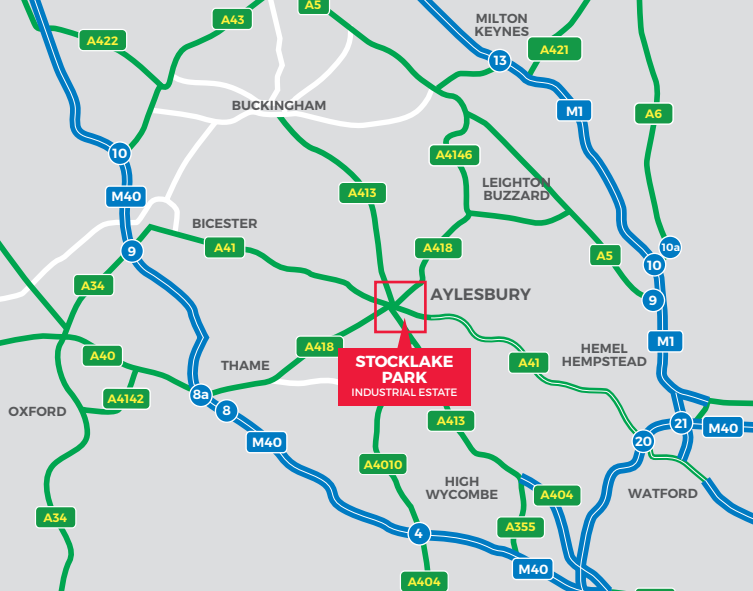 A5
A43
MILTON
KEYNES
A422
A421
13
BUCKINGHAM
M1
A6
10
A4146
LEIGHTON
BUZZARD
A413
M40
BICESTER
A41
A418
9
10a
A5
10
A34
AYLESBURY
9
A418
M1
HEMEL
HEMPSTEAD
A40
THAME
STOCKLAKE
PARK
INDUSTRIAL ESTATE
A41
A4142
8a
OXFORD
8
A413
21
M40
M40
20
A4010
HIGH
WYCOMBE
A404
WATFORD
A34
A355
4
M40
A404